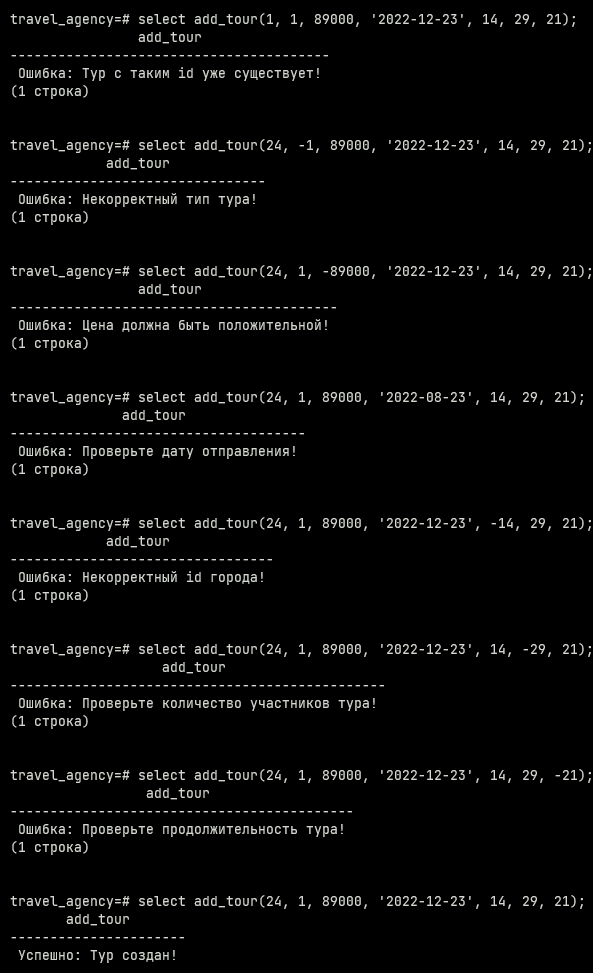 travel_agency=# select add_tour(1, 1, 89000, '2022-12-23', 14, 29, 21);
                add_tour
----------------------------------------
 Ошибка: Тур с таким id уже существует!
(1 строка)

travel_agency=# select add_tour(24, -1, 89000, '2022-12-23', 14, 29, 21);
            add_tour
--------------------------------
 Ошибка: Некорректный тип тура!
(1 строка)

travel_agency=# select add_tour(24, 1, -89000, '2022-12-23', 14, 29, 21);
                add_tour
-----------------------------------------
 Ошибка: Цена должна быть положительной!
(1 строка)

travel_agency=# select add_tour(24, 1, 89000, '2022-08-23', 14, 29, 21);
              add_tour
-------------------------------------
 Ошибка: Проверьте дату отправления!
(1 строка)

travel_agency=# select add_tour(24, 1, 89000, '2022-12-23', -14, 29, 21);
            add_tour
---------------------------------
 Ошибка: Некорректный id города!
(1 строка)

travel_agency=# select add_tour(24, 1, 89000, '2022-12-23', 14, -29, 21);
                   add_tour
-----------------------------------------------
 Ошибка: Проверьте количество участников тура!
(1 строка)

travel_agency=# select add_tour(24, 1, 89000, '2022-12-23', 14, 29, -21);
                 add_tour
-------------------------------------------
 Ошибка: Проверьте продолжительность тура!
(1 строка)

travel_agency=# select add_tour(24, 1, 89000, '2022-12-23', 14, 29, 21);
       add_tour
----------------------
 Успешно: Тур создан!